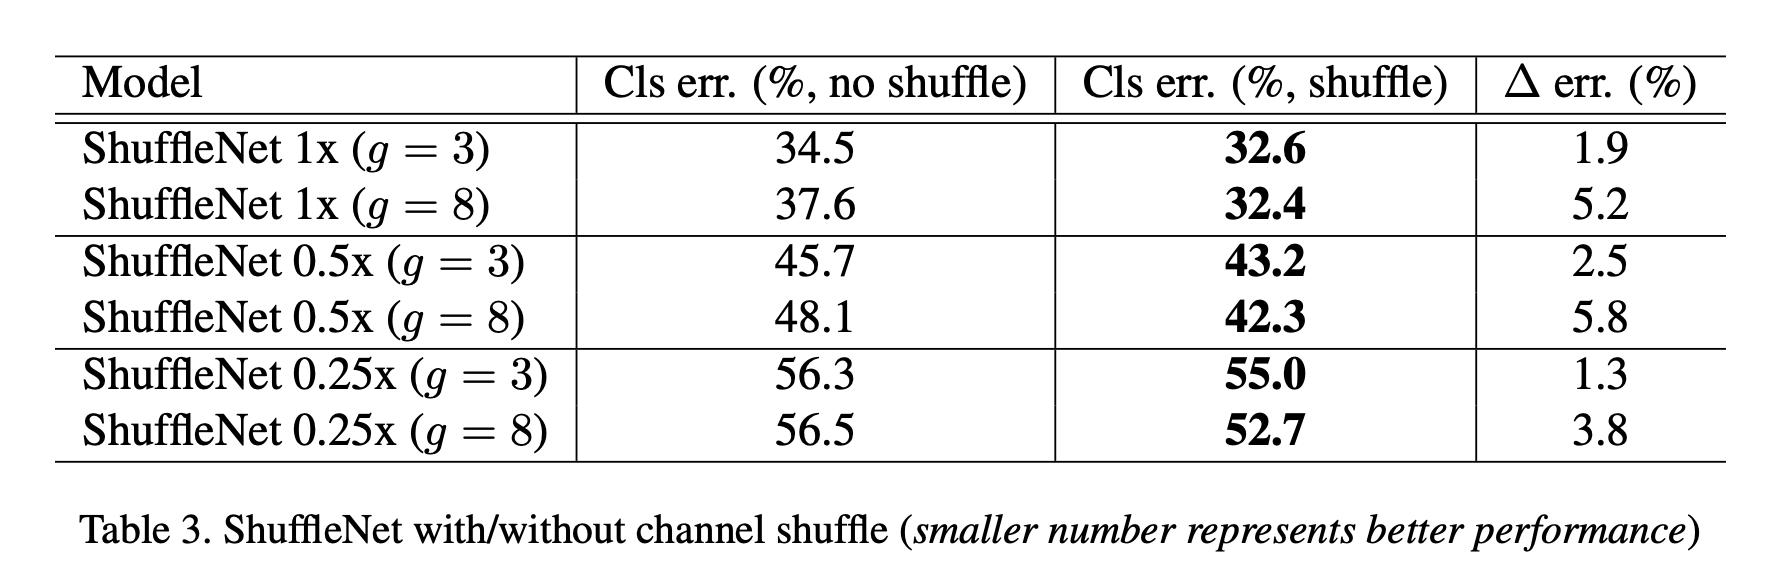 Model Cls err. (%, no shuffle) Cls err. (%, shuffle) Δ err. (%)
ShuffleNet 1x (g = 3) 34.5 32.6 1.9
ShuffleNet 1x (g = 8) 37.6 32.4 5.2
ShuffleNet 0.5x (g = 3) 45.7 43.2 2.5
ShuffleNet 0.5x (g = 8) 48.1 42.3 5.8
ShuffleNet 0.25x (g = 3) 56.3 55.0 1.3
ShuffleNet 0.25x (g = 8) 56.5 52.7 3.8
Table 3. ShuffleNet with/without channel shuffle (smaller number represents better performance)